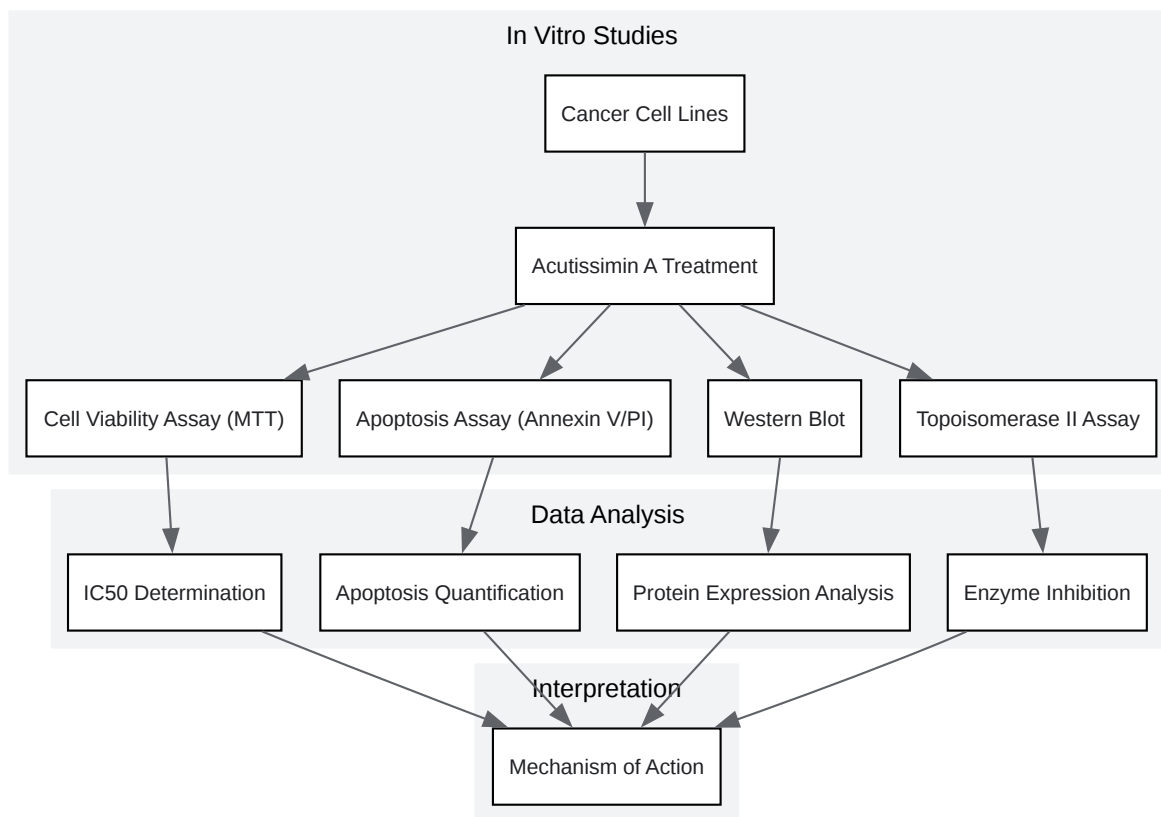 In Vitro Studies
Cancer Cell Lines
Acutissimin A Treatment
Cell Viability Assay (MTT)
Apoptosis Assay (Annexin V/PI)
Western Blot
Topoisomerase II Assay
Data Analysis
IC50 Determination
Apoptosis Quantification
Protein Expression Analysis
Enzyme Inhibition
Interpretation
Mechanism of Action